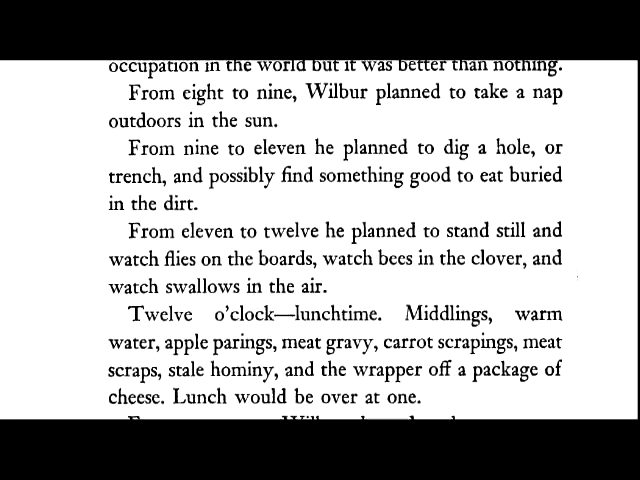 occupation in the world but it was better than nothing.
From eight to nine, Wilbur planned to take a nap
outdoors in the sun.
From nine to eleven he planned to dig a hole, or
trench, and possibly find something good to eat buried
in the dirt.
From eleven to twelve he planned to stand still and
watch flies on the boards, watch bees in the clover, and
watch swallows in the air.
Twelve o'clock—lunchtime. Middlings, warm
water, apple parings, meat gravy, carrot scrapings, meat
scraps, stale hominy, and the wrapper off a package of
cheese. Lunch would be over at one.